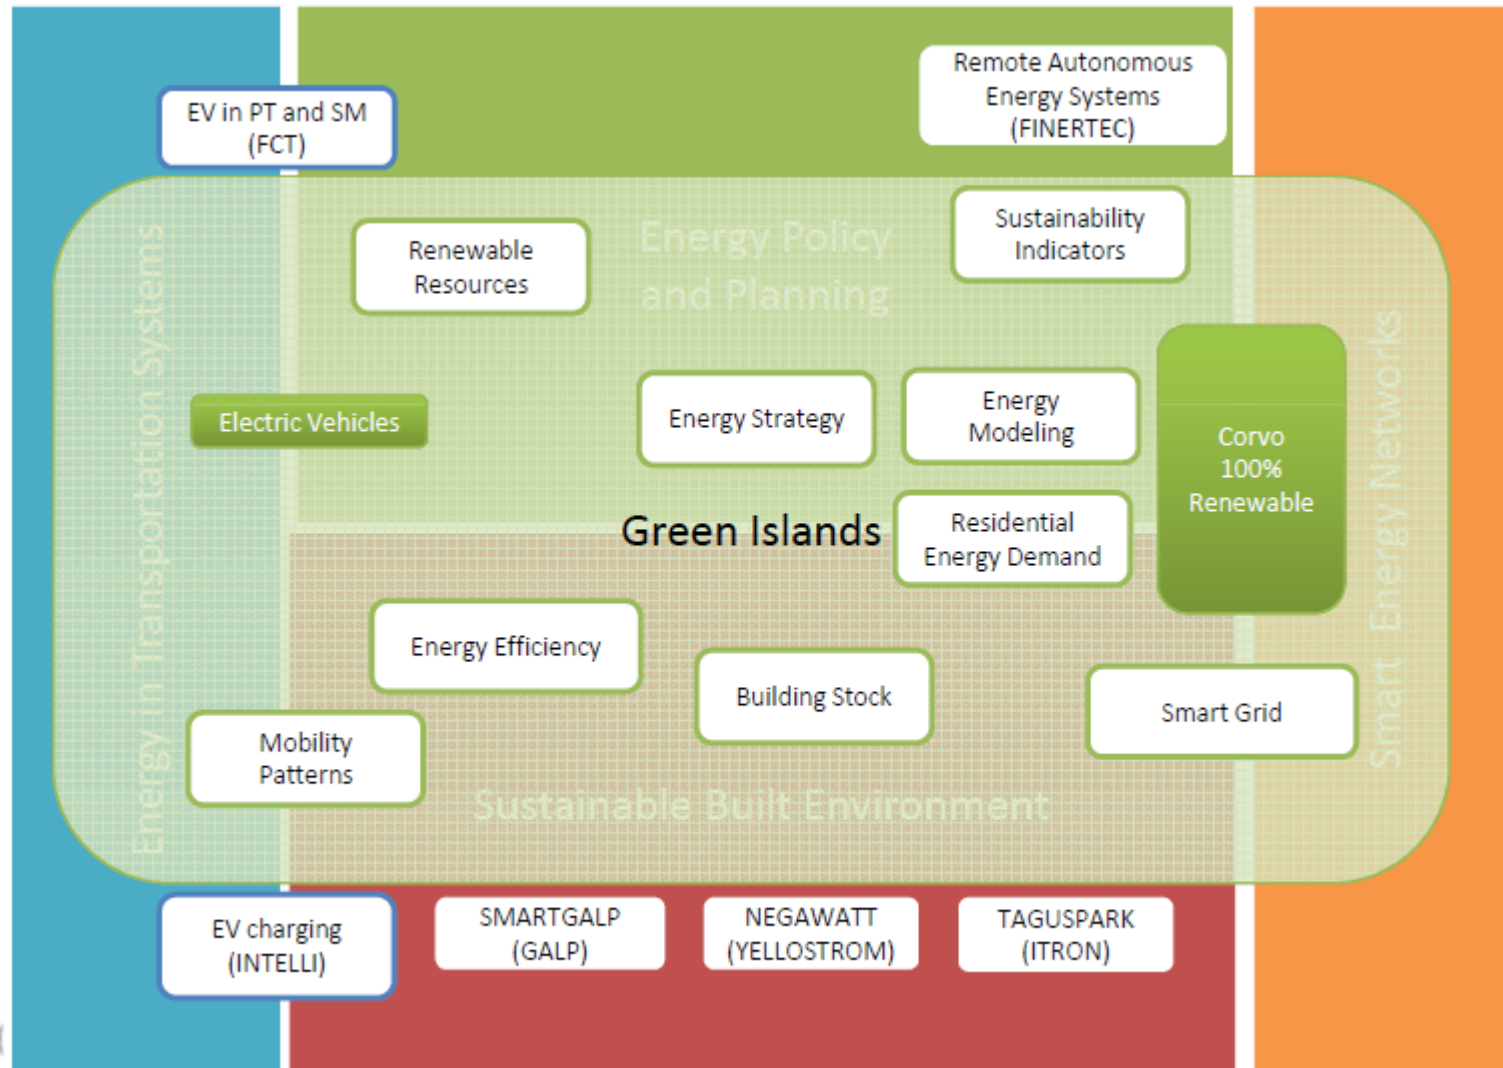 EV in PT and SM
(FCT)
Remote Autonomous
Energy Systems
(FINERTEC)
Renewable
Resources
Energy Policy
and Planning
Sustainability
Indicators
Energy in Transportation Systems
Electric Vehicles
Energy Strategy
Energy
Modeling
Corvo
100%
Renewable
Smart Energy Networks
Green Islands
Residential
Energy Demand
Energy Efficiency
Building Stock
Smart Grid
Mobility
Patterns
Sustainable Built Environment
EV charging
(INTELLI)
SMARTGALP
(GALP)
NEGAWATT
(YELLOSTROM)
TAGUSPARK
(ITRON)